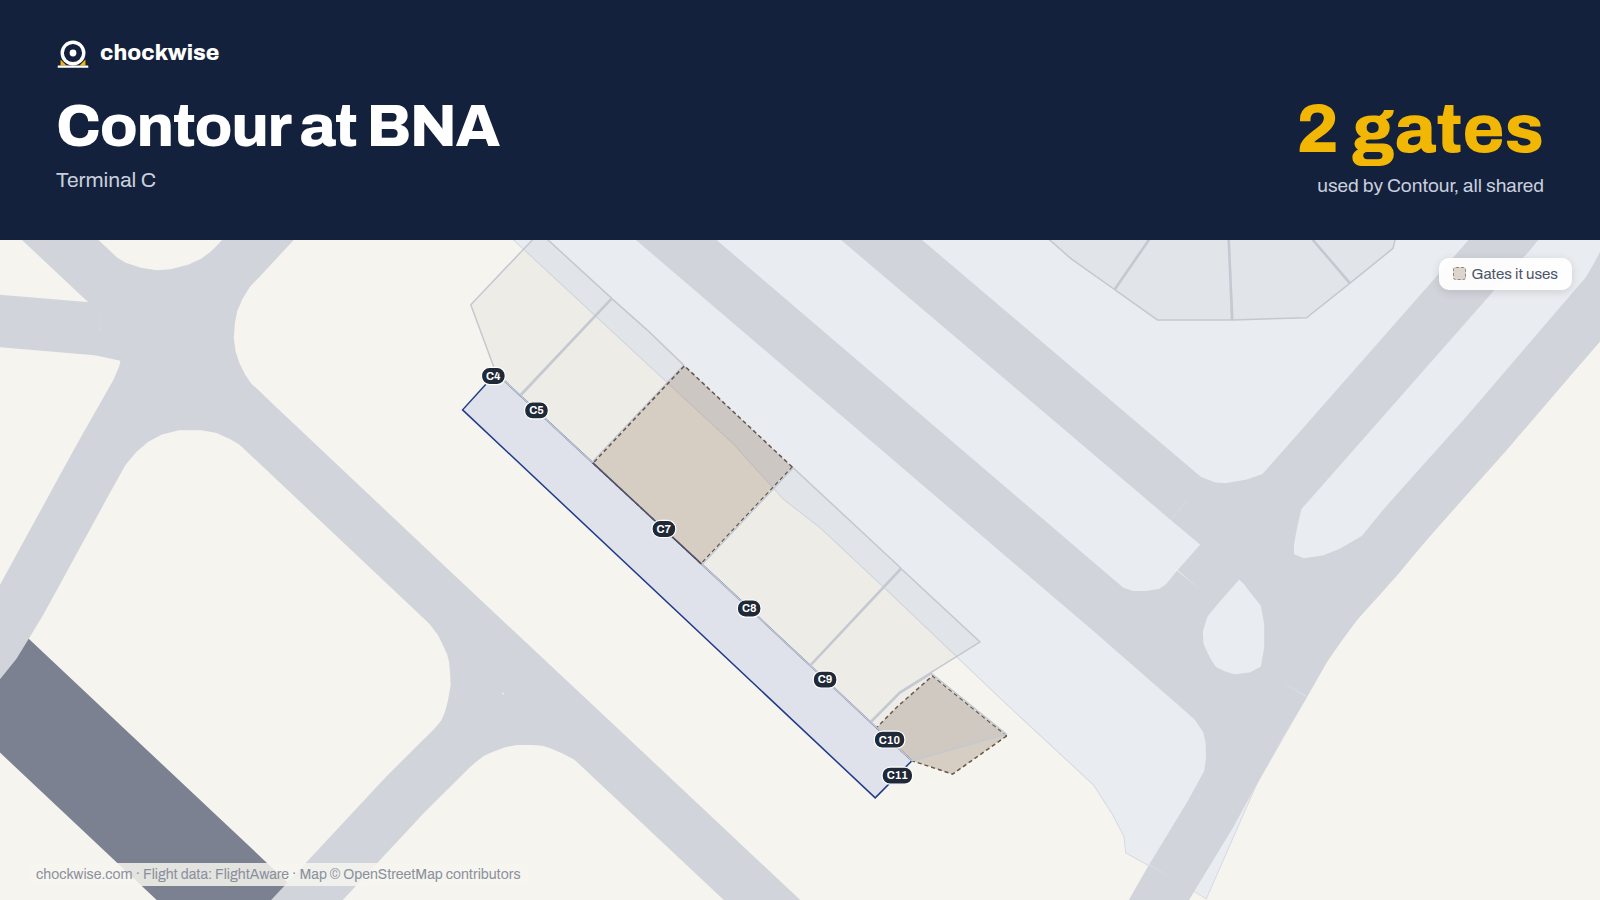 chockwise
Contour at BNA
Terminal C
2 gates
used by Contour, all shared
Gates it uses
C4
C5
C7
C8
C9
C10
C11
chockwise.com · Flight data: FlightAware · Map © OpenStreetMap contributors